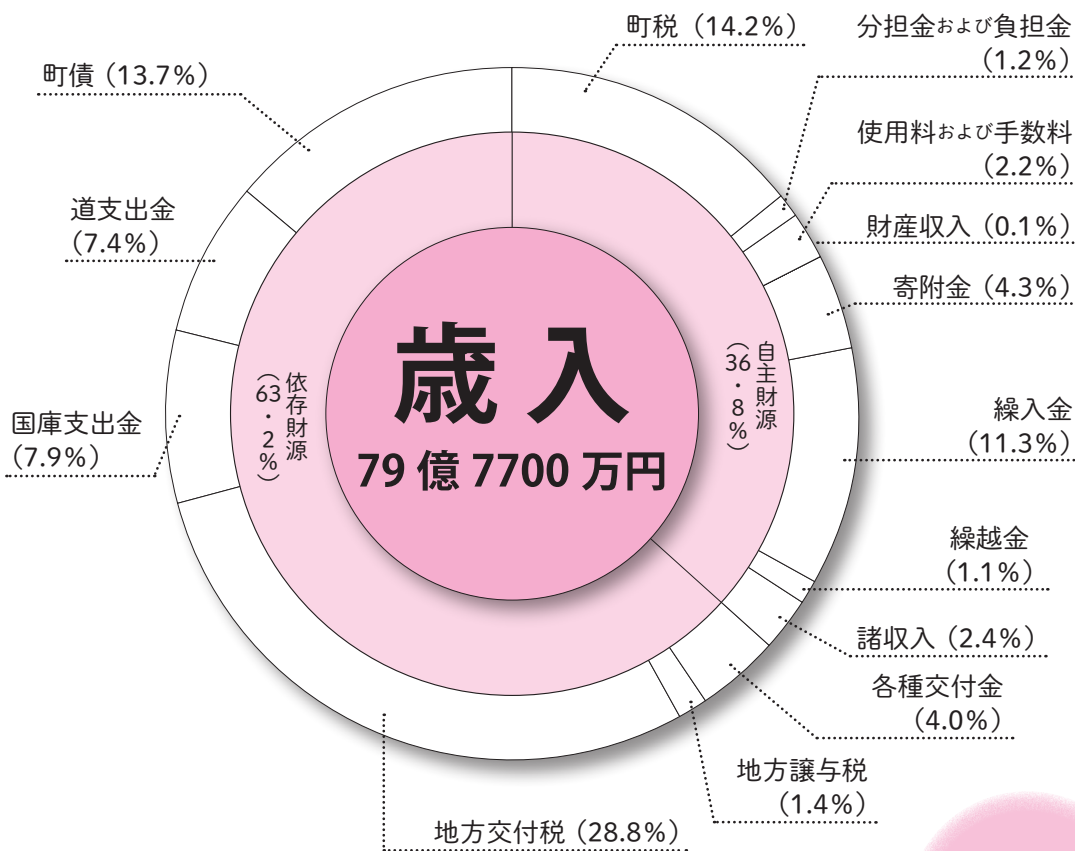 町税（14.2％）
分担金および負担金
（1.2％）
使用料および手数料
（2.2％）
財産収入（0.1％）
寄附金（4.3％）
繰入金
（11.3％）
繰越金
（1.1％）
諸収入（2.4％）
各種交付金
（4.0％）
地方譲与税
（1.4％）
地方交付税（28.8％）
国庫支出金
（7.9％）
道支出金
（7.4％）
町債（13.7％）
自主財源
（36・8％）
依存財源
（63・2％）
歳入
79億7700万円